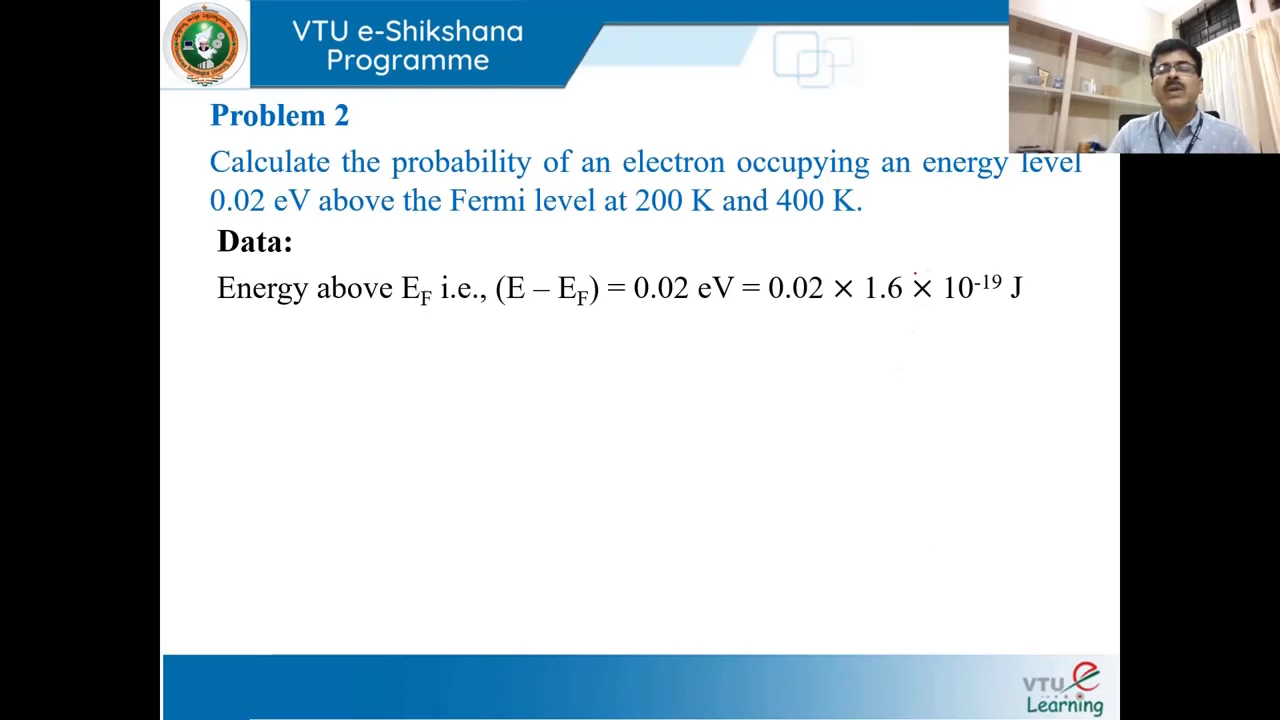 VTU e-Shikshana
Programme
Problem 2
Calculate the probability of an electron occupying an energy level
0.02 eV above the Fermi level at 200 K and 400 K.
Data:
Energy above E_F i.e., (E – E_F) = 0.02 eV = 0.02 × 1.6 × 10⁻¹⁹ J
VTU e
Learning